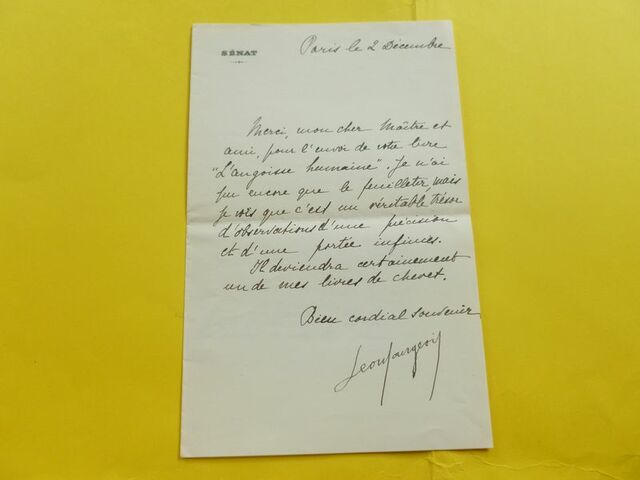 SÉNAT
Paris le 2 Décembre
Merci, mon cher Maître et
ami, pour l'envoi de votre livre
"L'angoisse humaine". Je n'ai
pu encore que le feuilleter, mais
je vois que c'est un véritable trésor
d'observations d'une précision
et d'une portée infinies.
Il deviendra certainement
un de mes livres de chevet.
Bien cordial souvenir
Leon Bourgeois